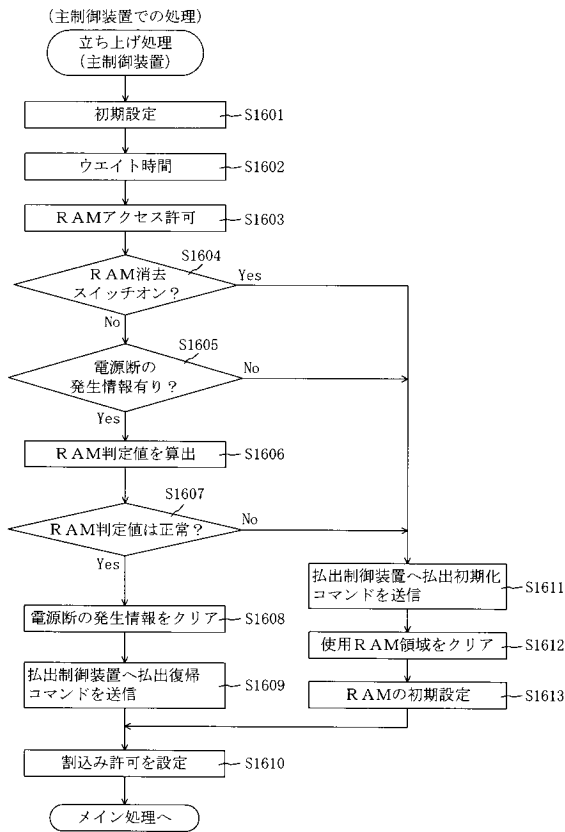 (主制御装置での処理)
立ち上げ処理
(主制御装置)
初期設定
S1601
ウエイト時間
S1602
RAMアクセス許可
S1603
S1604
RAM消去
スイッチオン？
Yes
No
S1605
電源断の
発生情報有り？
No
Yes
RAM判定値を算出
S1606
S1607
RAM判定値は正常？
No
Yes
払出制御装置へ払出初期化
コマンドを送信
S1611
電源断の発生情報をクリア
S1608
使用RAM領域をクリア
S1612
払出制御装置へ払出復帰
コマンドを送信
S1609
RAMの初期設定
S1613
割込み許可を設定
S1610
メイン処理へ